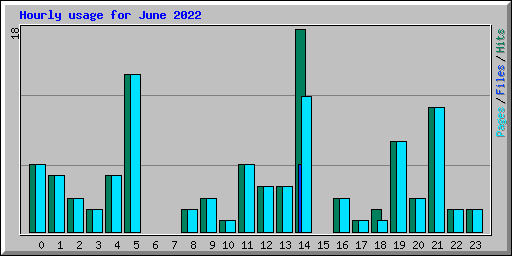 Hourly usage for June 2022
18
Pages / Files / Hits
0 1 2 3 4 5 6 7 8 9 10 11 12 13 14 15 16 17 18 19 20 21 22 23